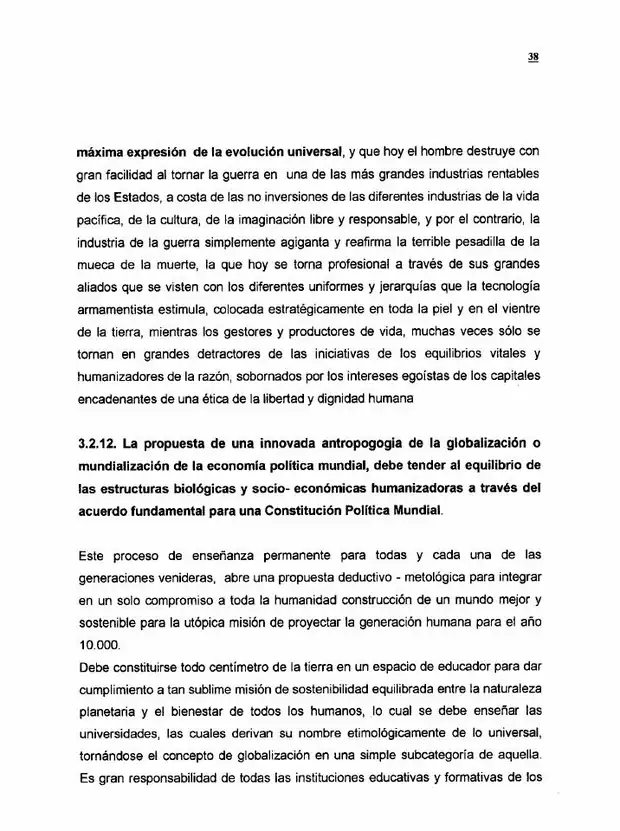 38
máxima expresión de la evolución universal, y que hoy el hombre destruye con
gran facilidad al tornar la guerra en una de las más grandes industrias rentables
de los Estados, a costa de las no inversiones de las diferentes industrias de la vida
pacífica, de la cultura, de la imaginación libre y responsable, y por el contrario, la
industria de la guerra simplemente agiganta y reafirma la terrible pesadilla de la
mueca de la muerte, la que hoy se torna profesional a través de sus grandes
aliados que se visten con los diferentes uniformes y jerarquías que la tecnología
armamentista estimula, colocada estratégicamente en toda la piel y en el vientre
de la tierra, mientras los gestores y productores de vida, muchas veces sólo se
tornan en grandes detractores de las iniciativas de los equilibrios vitales y
humanizadores de la razón, sobornados por los intereses egoístas de los capitales
encadenantes de una ética de la libertad y dignidad humana
3.2.12. La propuesta de una innovada antropogogia de la globalización o
mundialización de la economía política mundial, debe tender al equilibrio de
las estructuras biológicas y socio- económicas humanizadoras a través del
acuerdo fundamental para una Constitución Política Mundial.
Este proceso de enseñanza permanente para todas y cada una de las
generaciones venideras, abre una propuesta deductivo - metológica para integrar
en un solo compromiso a toda la humanidad construcción de un mundo mejor y
sostenible para la utópica misión de proyectar la generación humana para el año
10.000.
Debe constituirse todo centímetro de la tierra en un espacio de educador para dar
cumplimiento a tan sublime misión de sostenibilidad equilibrada entre la naturaleza
planetaria y el bienestar de todos los humanos, lo cual se debe enseñar las
universidades, las cuales derivan su nombre etimológicamente de lo universal,
tornándose el concepto de globalización en una simple subcategoría de aquella.
Es gran responsabilidad de todas las instituciones educativas y formativas de los